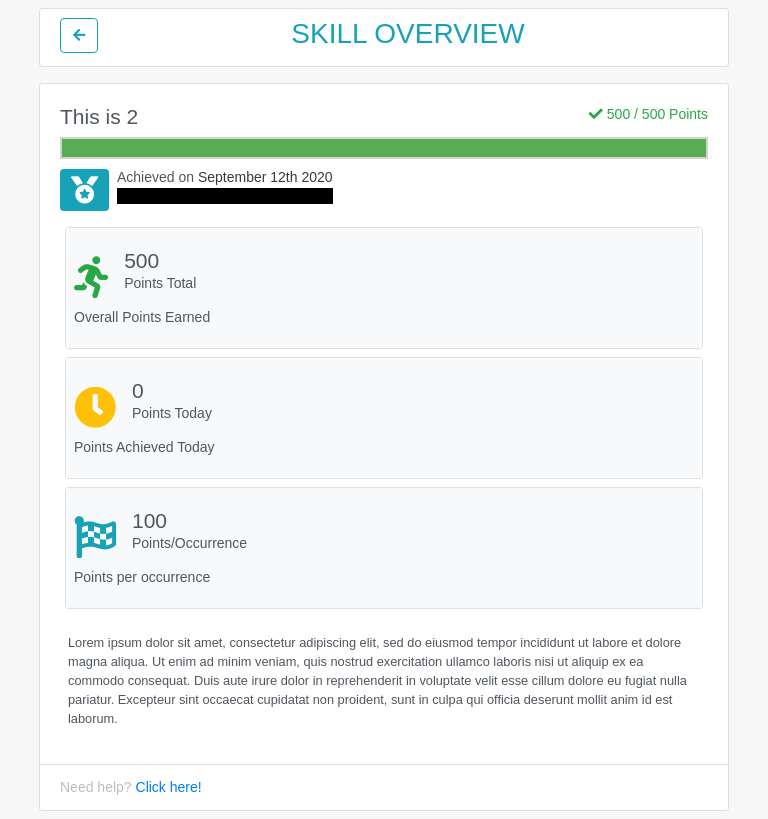 SKILL OVERVIEW
This is 2
500 / 500 Points
Achieved on September 12th 2020
500
Points Total
Overall Points Earned
0
Points Today
Points Achieved Today
100
Points/Occurrence
Points per occurrence
Lorem ipsum dolor sit amet, consectetur adipiscing elit, sed do eiusmod tempor incididunt ut labore et dolore
magna aliqua. Ut enim ad minim veniam, quis nostrud exercitation ullamco laboris nisi ut aliquip ex ea
commodo consequat. Duis aute irure dolor in reprehenderit in voluptate velit esse cillum dolore eu fugiat nulla
pariatur. Excepteur sint occaecat cupidatat non proident, sunt in culpa qui officia deserunt mollit anim id est
laborum.
Need help? Click here!